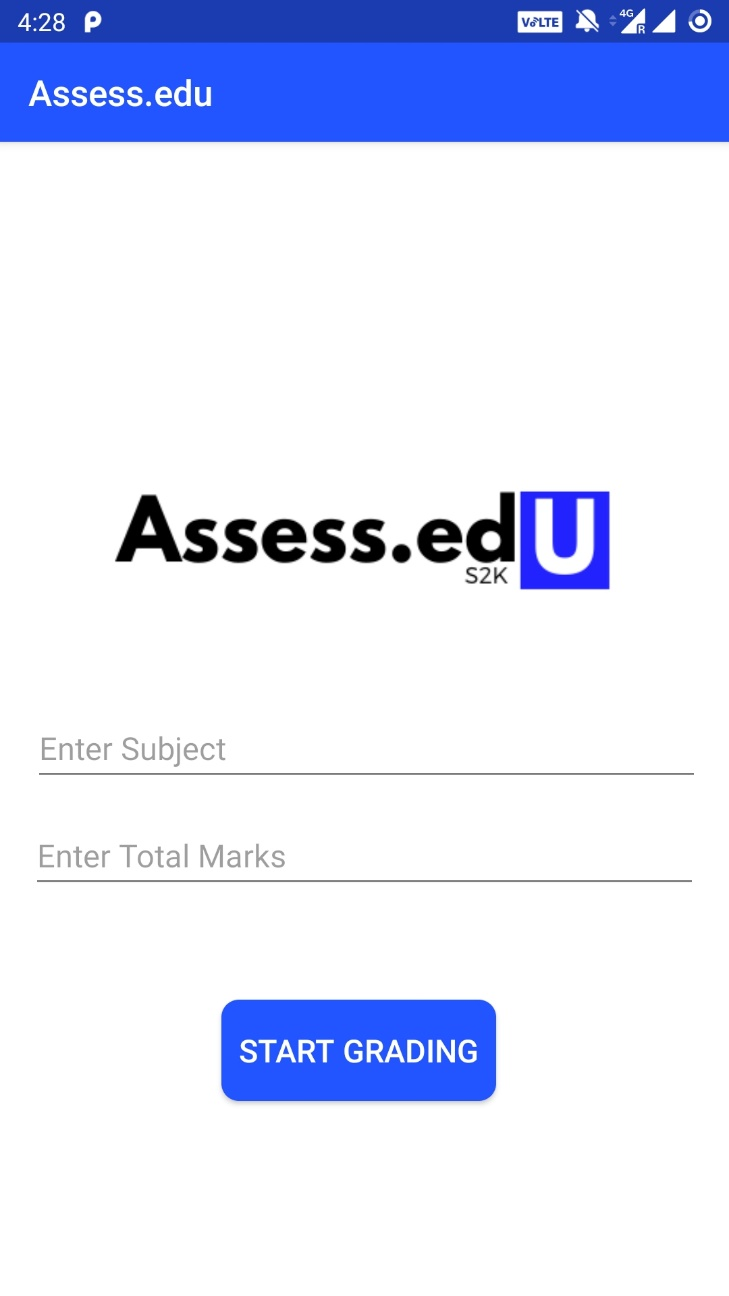 4:28 VoLTE 4G R
Assess.edu
Assess.edU
S2K
Enter Subject
Enter Total Marks
START GRADING